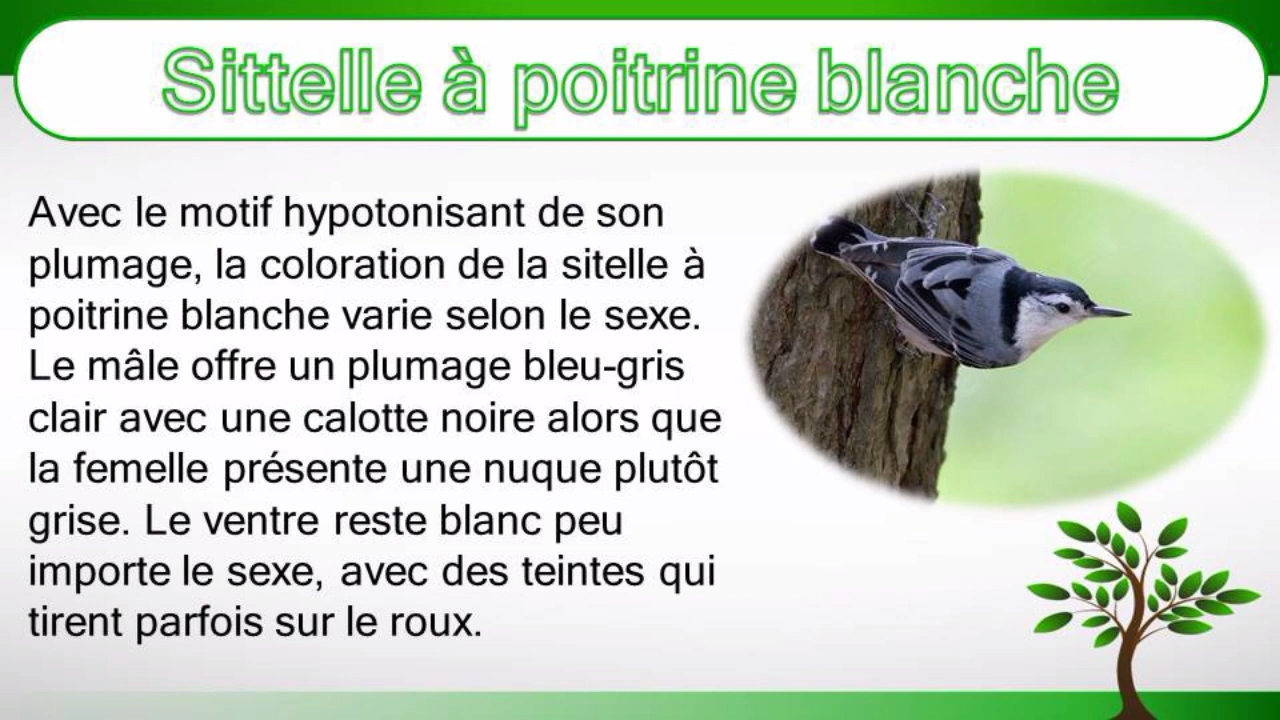 Sittelle à poitrine blanche
Avec le motif hypotonisant de son
plumage, la coloration de la sitelle à
poitrine blanche varie selon le sexe.
Le mâle offre un plumage bleu-gris
clair avec une calotte noire alors que
la femelle présente une nuque plutôt
grise. Le ventre reste blanc peu
importe le sexe, avec des teintes qui
tirent parfois sur le roux.